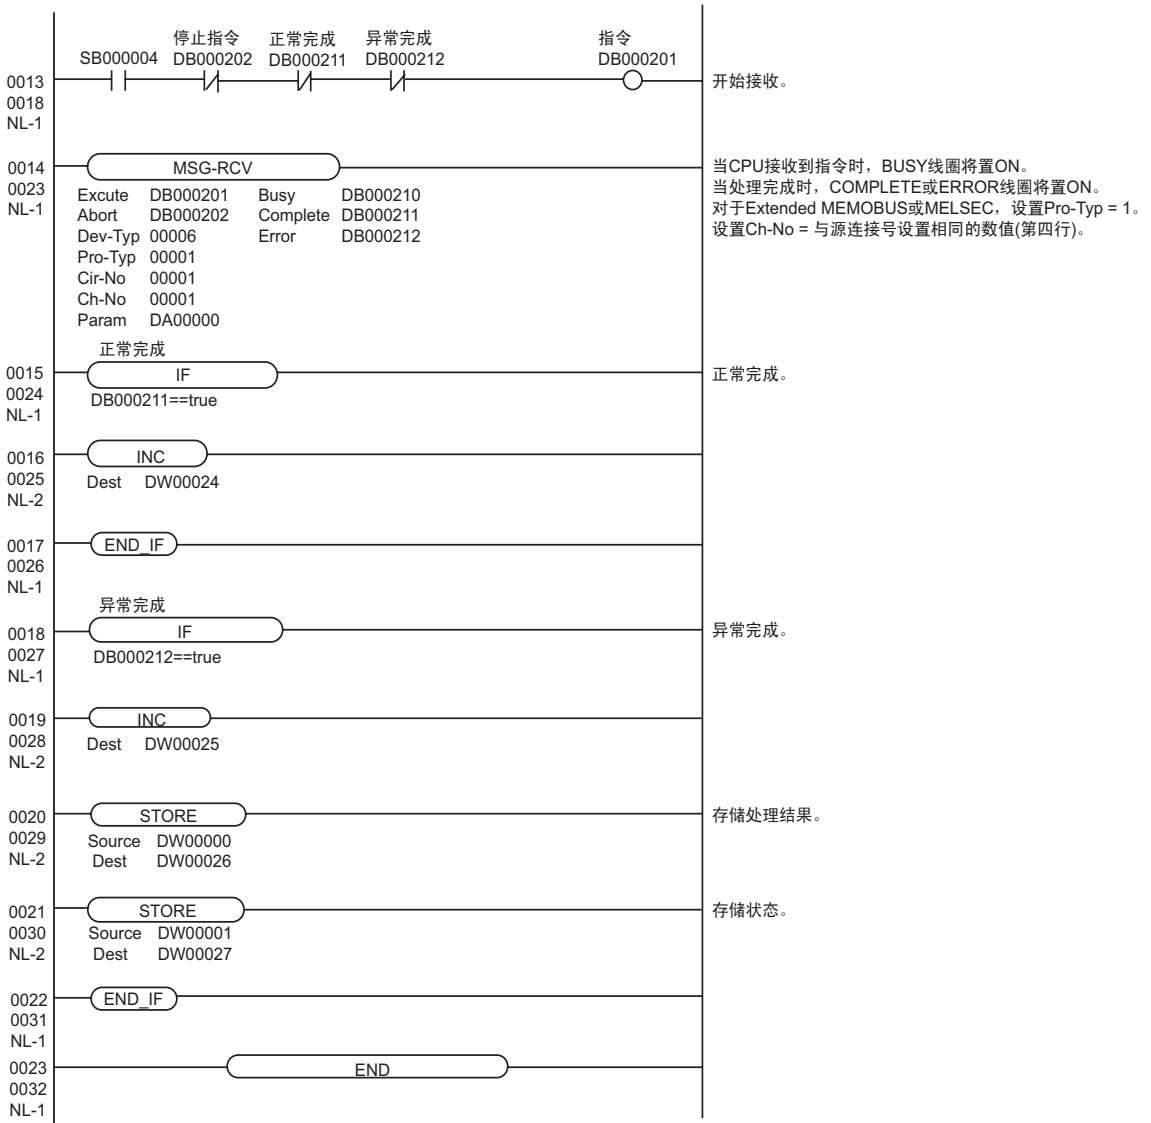 停止指令 正常完成 异常完成 指令
SB000004 DB000202 DB000211 DB000212 DB000201
0013 开始接收。
0018
NL-1
0014 MSG-RCV 当CPU接收到指令时，BUSY线圈将置ON。
0023 Excute DB000201 Busy DB000210 当处理完成时，COMPLETE或ERROR线圈将置ON。
NL-1 Abort DB000202 Complete DB000211 对于Extended MEMOBUS或MELSEC，设置Pro-Typ = 1。
Dev-Typ 00006 Error DB000212 设置Ch-No = 与源连接号设置相同的数值(第四行)。
Pro-Typ 00001
Cir-No 00001
Ch-No 00001
Param DA00000
正常完成
0015 IF 正常完成。
0024 DB000211==true
NL-1
0016 INC
0025 Dest DW00024
NL-2
0017 END_IF
0026
NL-1
异常完成
0018 IF 异常完成。
0027 DB000212==true
NL-1
0019 INC
0028 Dest DW00025
NL-2
0020 STORE 存储处理结果。
0029 Source DW00000
NL-2 Dest DW00026
0021 STORE 存储状态。
0030 Source DW00001
NL-2 Dest DW00027
0022 END_IF
0031
NL-1
0023 END
0032
NL-1